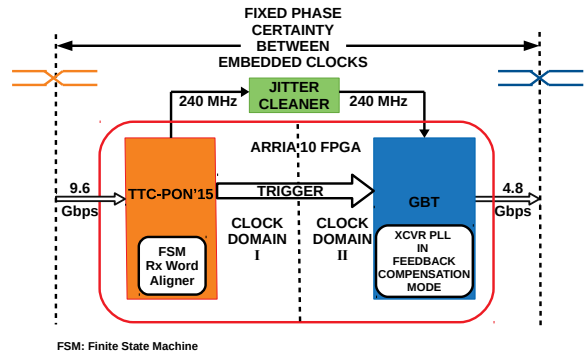 FIXED PHASE
CERTAINTY
BETWEEN
EMBEDDED CLOCKS
JITTER
CLEANER
240 MHz
240 MHz
ARRIA 10 FPGA
9.6
Gbps
TTC-PON'15
TRIGGER
GBT
4.8
Gbps
CLOCK
DOMAIN
I
CLOCK
DOMAIN
II
FSM
Rx Word
Aligner
XCVR PLL
IN
FEEDBACK
COMPENSATION
MODE
FSM: Finite State Machine